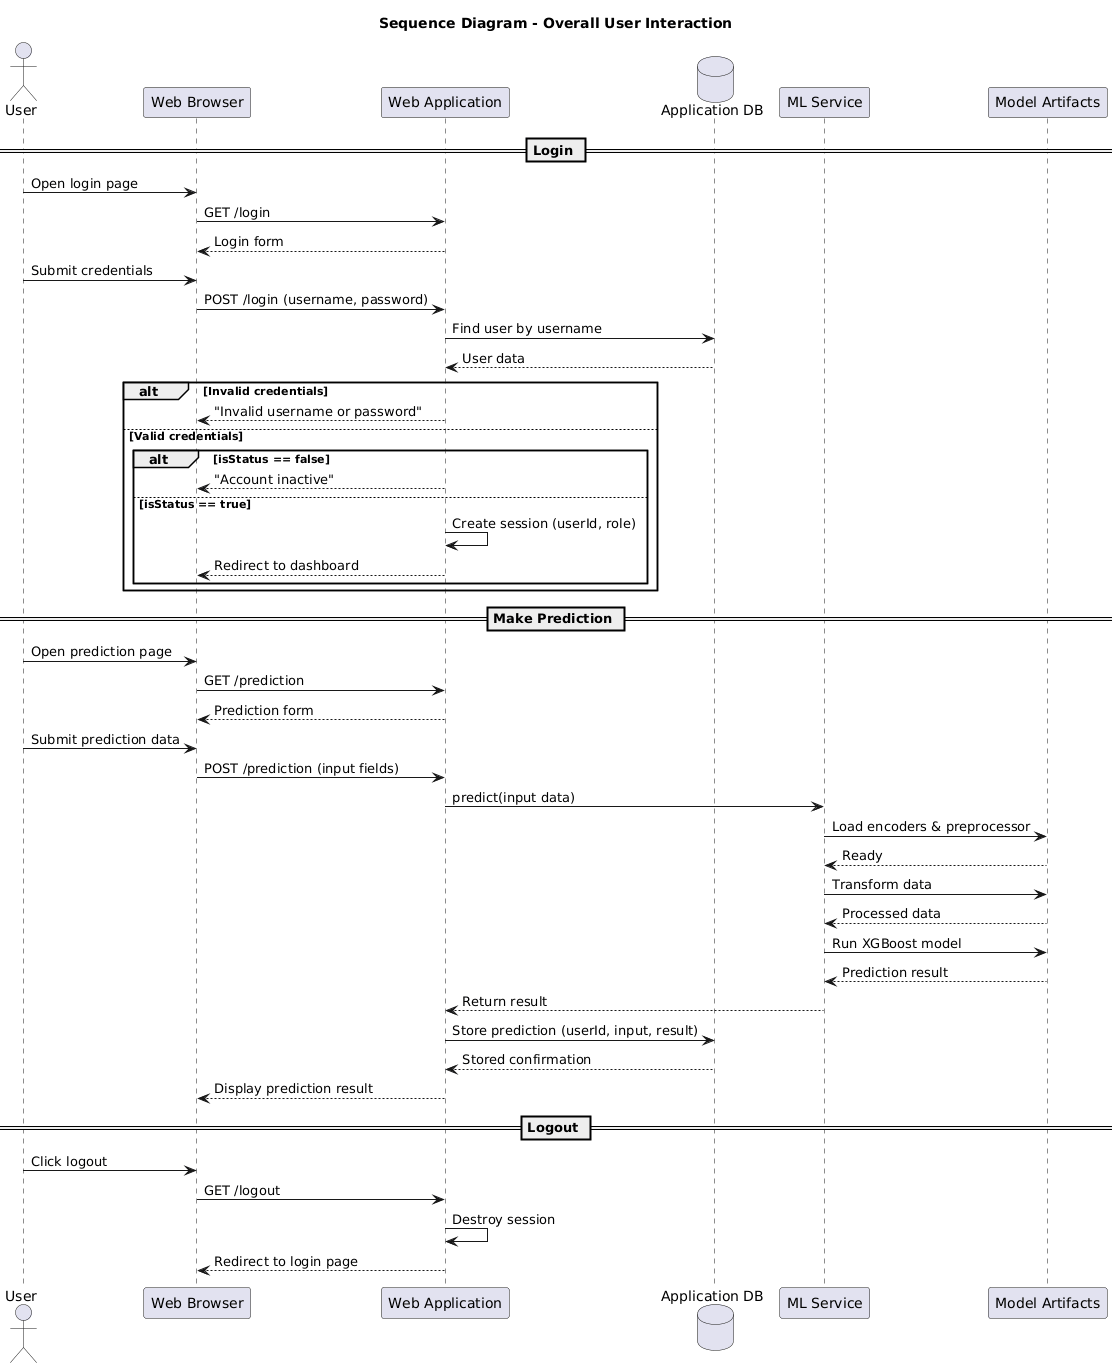 Sequence Diagram - Overall User Interaction
User
Web Browser
Web Application
Application DB
ML Service
Model Artifacts
Login
Open login page
GET /login
Login form
Submit credentials
POST /login (username, password)
Find user by username
User data
alt [Invalid credentials]
"Invalid username or password"
[Valid credentials]
alt [isStatus == false]
"Account inactive"
[isStatus == true]
Create session (userId, role)
Redirect to dashboard
Make Prediction
Open prediction page
GET /prediction
Prediction form
Submit prediction data
POST /prediction (input fields)
predict(input data)
Load encoders & preprocessor
Ready
Transform data
Processed data
Run XGBoost model
Prediction result
Return result
Store prediction (userId, input, result)
Stored confirmation
Display prediction result
Logout
Click logout
GET /logout
Destroy session
Redirect to login page
User
Web Browser
Web Application
Application DB
ML Service
Model Artifacts